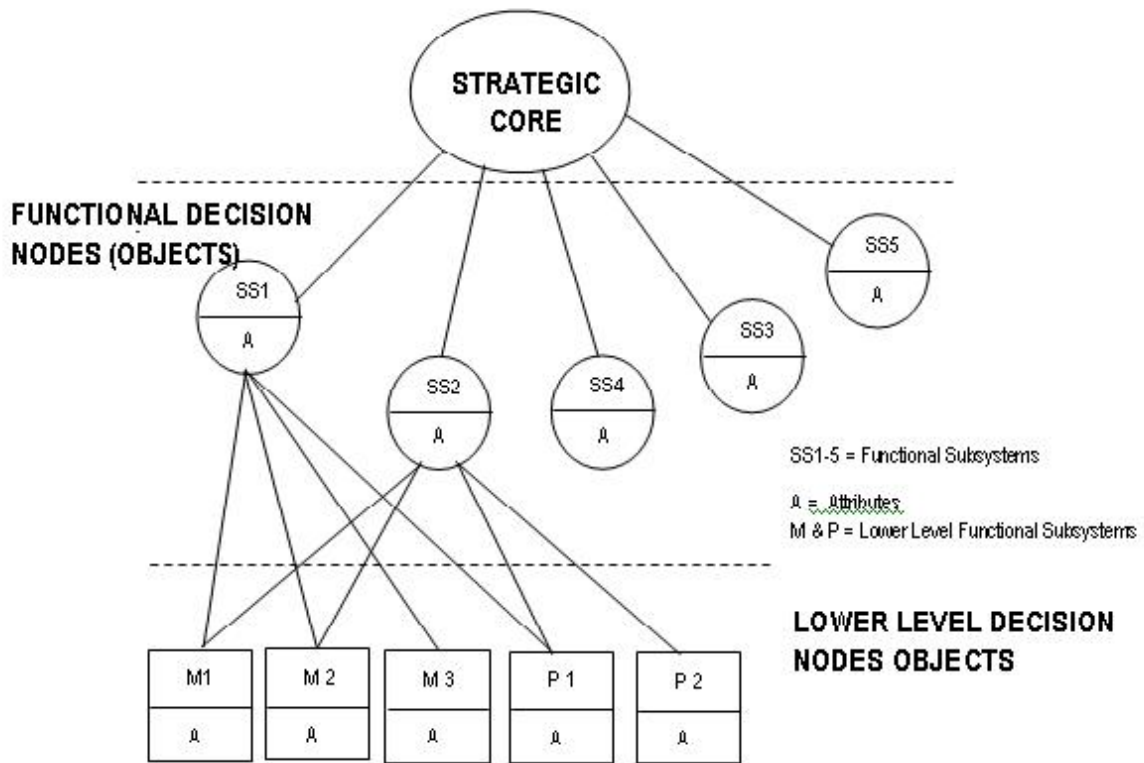 STRATEGIC
CORE
FUNCTIONAL DECISION
NODES (OBJECTS)
SS5
A
SS1
A
SS3
A
SS2
A
SS4
A
SS1-5 = Functional Subsystems
A = Attributes
M & P = Lower Level Functional Subsystems
LOWER LEVEL DECISION
NODES OBJECTS
M1
A
M 2
A
M 3
A
P 1
A
P 2
A